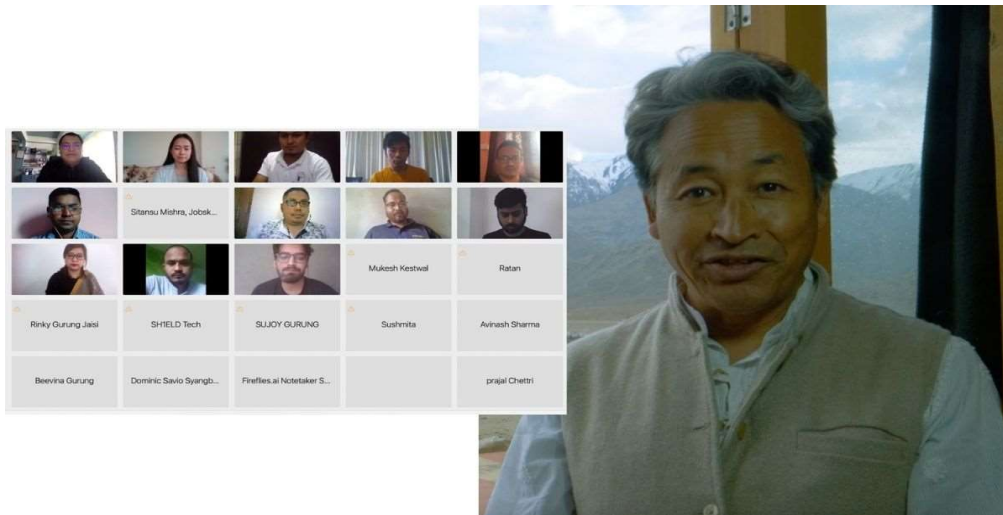 Sitansu Mishra, Jobsk...
Mukesh Kestwal
Ratan
Rinky Gurung Jaisi
SH1ELD Tech
SUJOY GURUNG
Sushmita
Avinash Sharma
Beevina Gurung
Dominic Savio Syangb...
Fireflies.ai Notetaker S...
prajal Chettri